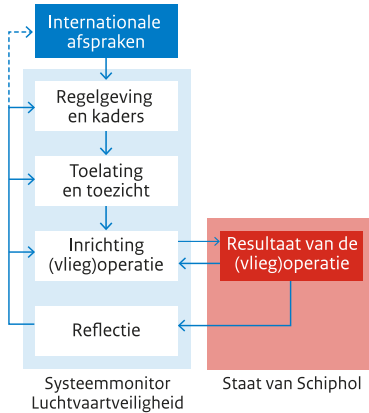 Internationale
afspraken
Regelgeving
en kaders
Toelating
en toezicht
Inrichting
(vlieg)operatie
Resultaat van de
(vlieg)operatie
Reflectie
Systeemmonitor
Luchtvaartveiligheid
Staat van Schiphol